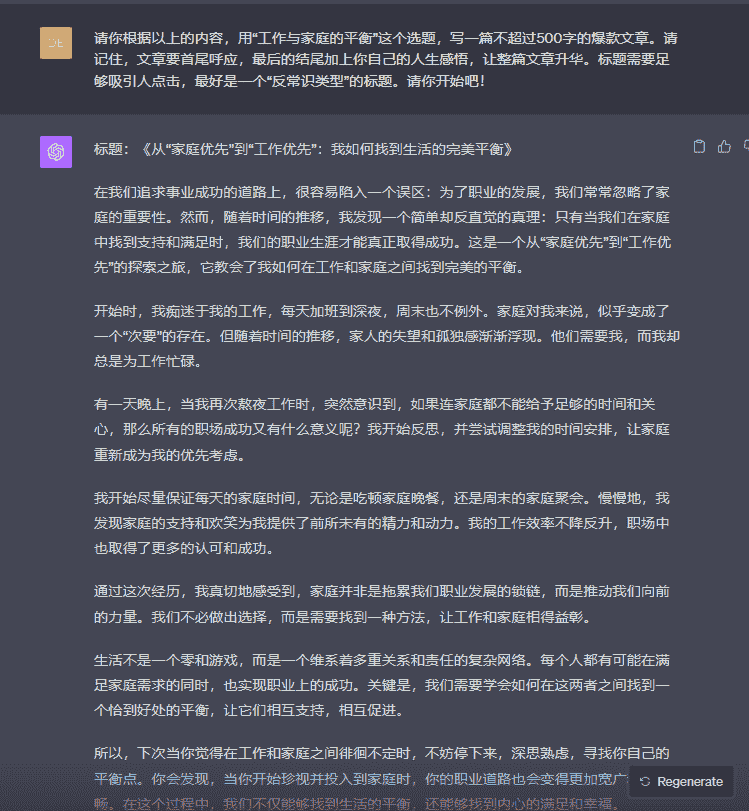 DE
请你根据以上的内容，用“工作与家庭的平衡”这个选题，写一篇不超过500字的爆款文章。请
记住，文章要首尾呼应，最后的结尾加上你自己的人生感悟，让整篇文章升华。标题需要足
够吸引人点击，最好是一个“反常识类型”的标题。请你开始吧！
标题：《从“家庭优先”到“工作优先”：我如何找到生活的完美平衡》
在我们追求事业成功的道路上，很容易陷入一个误区：为了职业的发展，我们常常忽略了家
庭的重要性。然而，随着时间的推移，我发现一个简单却反直觉的真理：只有当我们在家庭
中找到支持和满足时，我们的职业生涯才能真正取得成功。这是一个从“家庭优先”到“工作优
先”的探索之旅，它教会了我如何在工作和家庭之间找到完美的平衡。
开始时，我痴迷于我的工作，每天加班到深夜，周末也不例外。家庭对我来说，似乎变成了
一个“次要”的存在。但随着时间的推移，家人的失望和孤独感渐渐浮现。他们需要我，而我却
总是为工作忙碌。
有一天晚上，当我再次熬夜工作时，突然意识到，如果连家庭都不能给予足够的时间和关
心，那么所有的职场成功又有什么意义呢？我开始反思，并尝试调整我的时间安排，让家庭
重新成为我的优先考虑。
我开始尽量保证每天的家庭时间，无论是吃顿家庭晚餐，还是周末的家庭聚会。慢慢地，我
发现家庭的支持和欢笑为我提供了前所未有的精力和动力。我的工作效率不降反升，职场中
也取得了更多的认可和成功。
通过这次经历，我真切地感受到，家庭并非是拖累我们职业发展的锁链，而是推动我们向前
的力量。我们不必做出选择，而是需要找到一种方法，让工作和家庭相得益彰。
生活不是一个零和游戏，而是一个维系着多重关系和责任的复杂网络。每个人都有可能在满
足家庭需求的同时，也实现职业上的成功。关键是，我们需要学会如何在这两者之间找到一
个恰到好处的平衡，让它们相互支持，相互促进。
所以，下次当你觉得在工作和家庭之间徘徊不定时，不妨停下来，深思熟虑，寻找你自己的
平衡点。你会发现，当你开始珍视并投入到家庭时，你的职业道路也会变得更加宽广
Regenerate
畅。在这个过程中，我们不仅能够找到生活的平衡，还能够找到内心的满足和幸福。